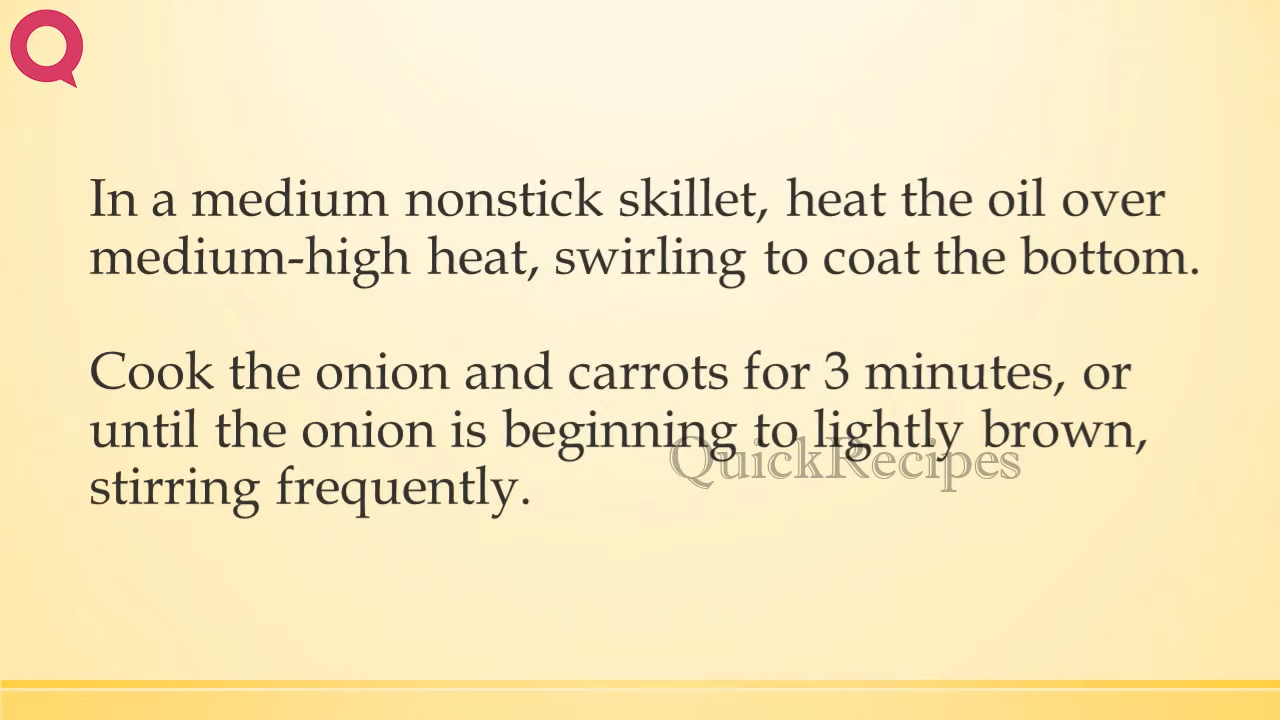 In a medium nonstick skillet, heat the oil over
medium-high heat, swirling to coat the bottom.
Cook the onion and carrots for 3 minutes, or
until the onion is beginning to lightly brown,
QuickRecipes
stirring frequently.